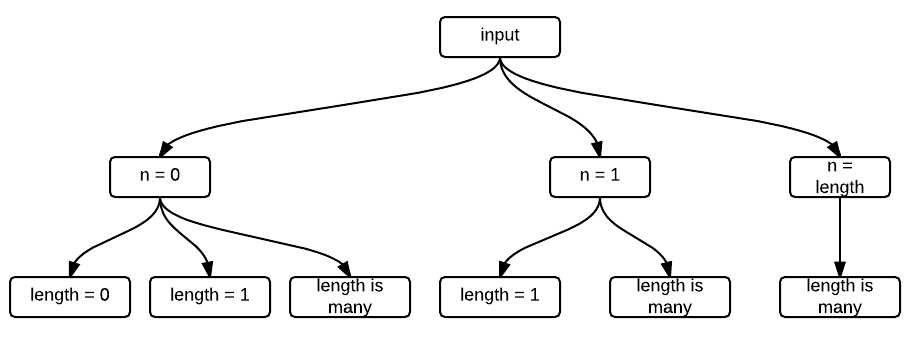 input
n = 0
n = 1
n =
length
length = 0
length = 1
length is
many
length = 1
length is
many
length is
many